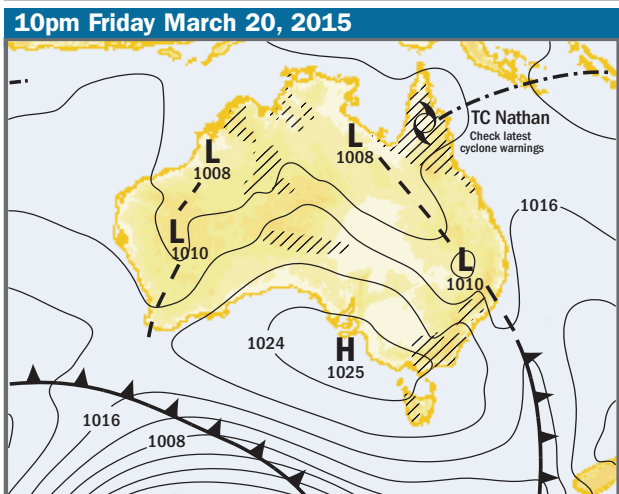 10pm Friday March 20, 2015
TC Nathan
Check latest
cyclone warnings
L
1008
L
1008
1016
L
1010
L
1010
1024
H
1025
1016
1008